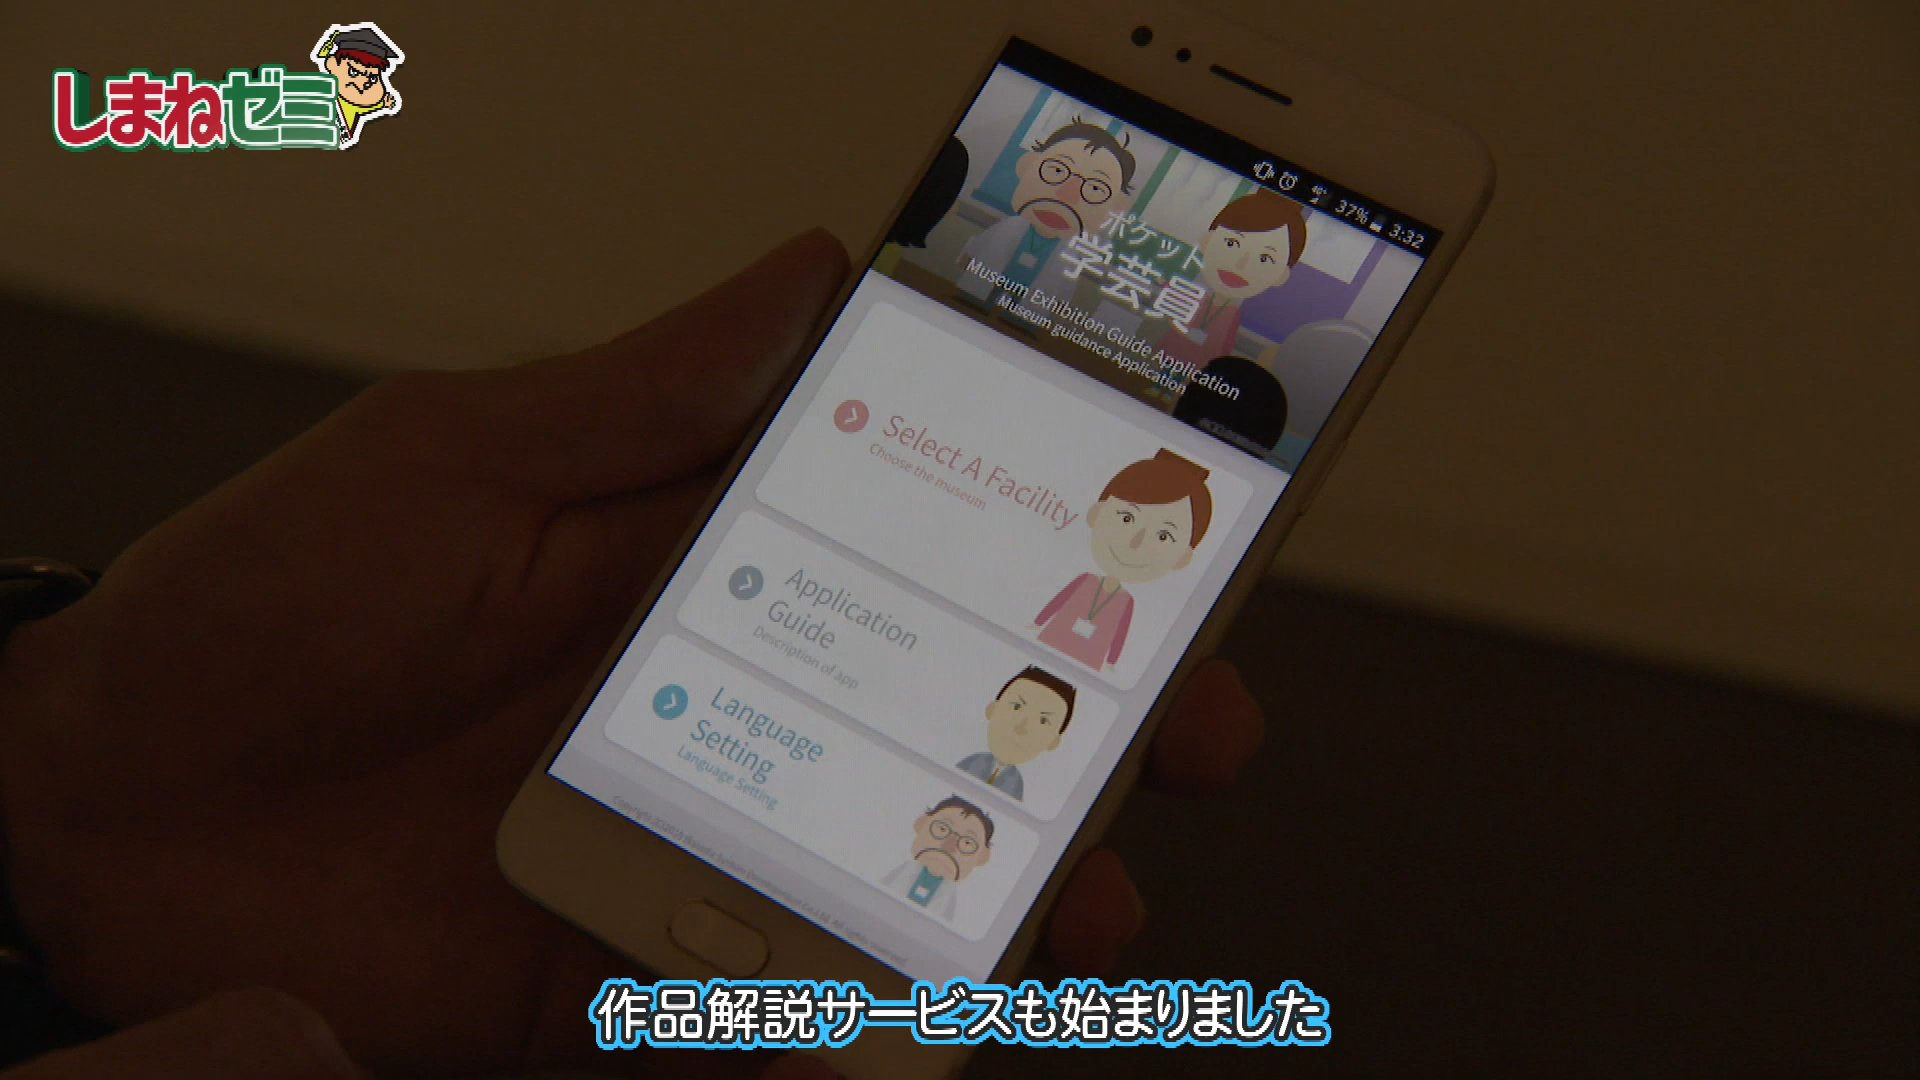 しまねゼミ
37% 3:32
ポケット
学芸員
Museum Exhibition Guide Application
Museum guidance Application
Select A Facility
Choose the museum
Application
Guide
Description of app
Language
Setting
Language Setting
作品解説サービスも始まりました